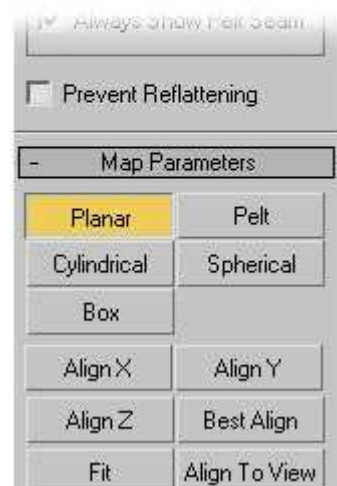 Always Show Pelt Seam
Prevent Reflattening
- Map Parameters
Planar Pelt
Cylindrical Spherical
Box
Align X Align Y
Align Z Best Align
Fit Align To View